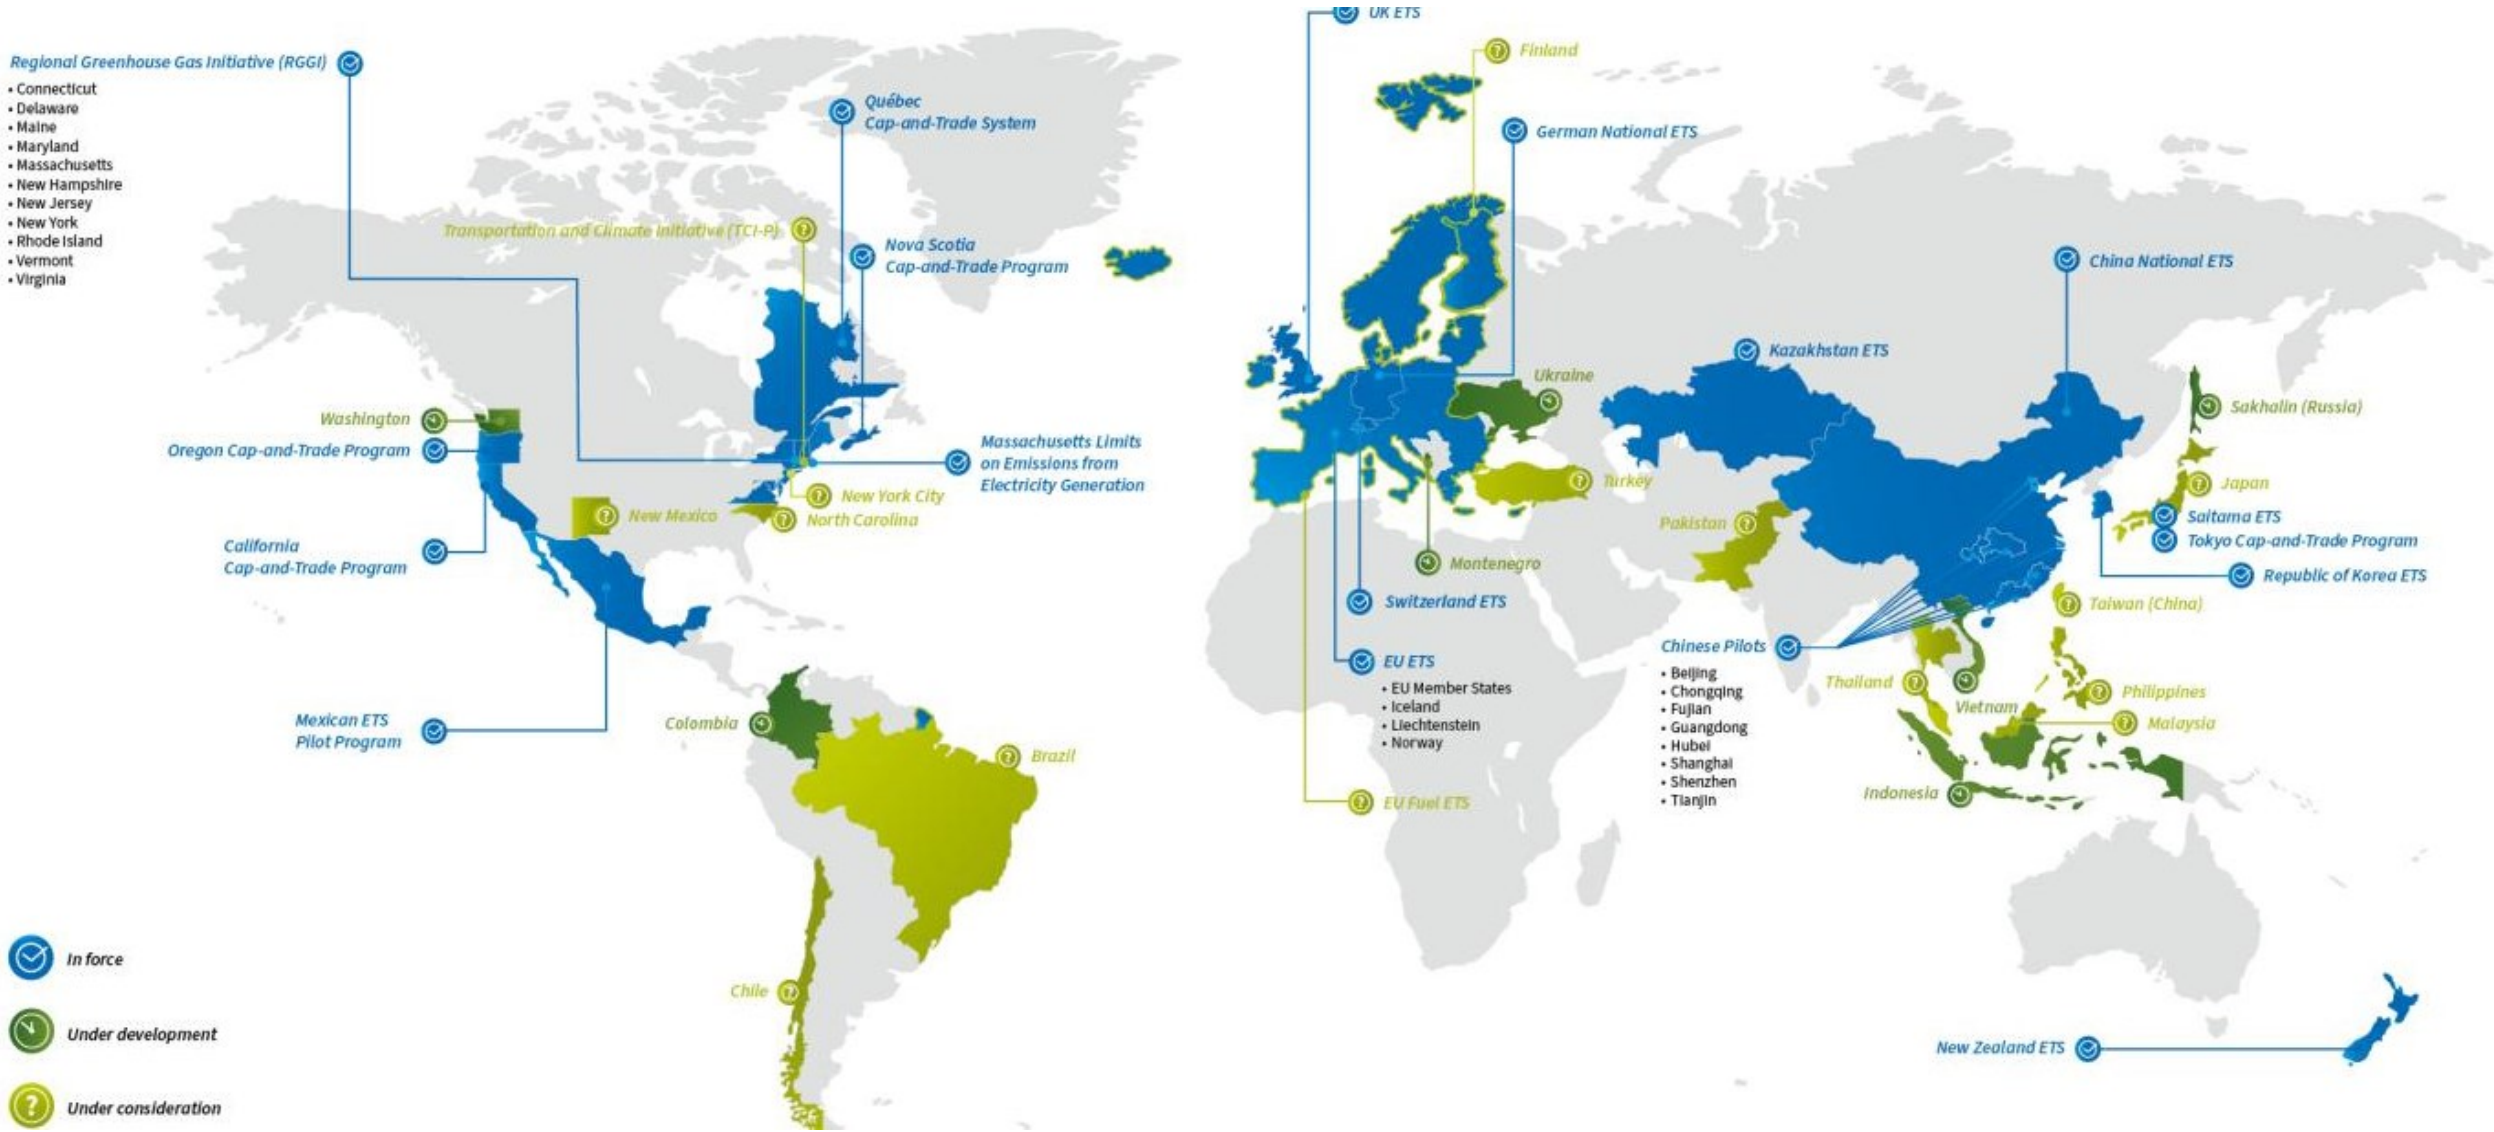 Regional Greenhouse Gas Initiative (RGGI)
• Connecticut
• Delaware
• Maine
• Maryland
• Massachusetts
• New Hampshire
• New Jersey
• New York
• Rhode Island
• Vermont
• Virginia
Québec
Cap-and-Trade System
Transportation and Climate Initiative (TCI-P)
Nova Scotia
Cap-and-Trade Program
Washington
Oregon Cap-and-Trade Program
Massachusetts Limits
on Emissions from
Electricity Generation
New York City
North Carolina
New Mexico
California
Cap-and-Trade Program
Mexican ETS
Pilot Program
Colombia
Brazil
Chile
In force
Under development
Under consideration
UK ETS
Finland
German National ETS
Ukraine
Turkey
Montenegro
Switzerland ETS
EU ETS
• EU Member States
• Iceland
• Liechtenstein
• Norway
EU Fuel ETS
Kazakhstan ETS
China National ETS
Sakhalin (Russia)
Japan
Saitama ETS
Tokyo Cap-and-Trade Program
Republic of Korea ETS
Pakistan
Taiwan (China)
Chinese Pilots
• Beijing
• Chongqing
• Fujian
• Guangdong
• Hubei
• Shanghai
• Shenzhen
• Tianjin
Thailand
Vietnam
Philippines
Malaysia
Indonesia
New Zealand ETS